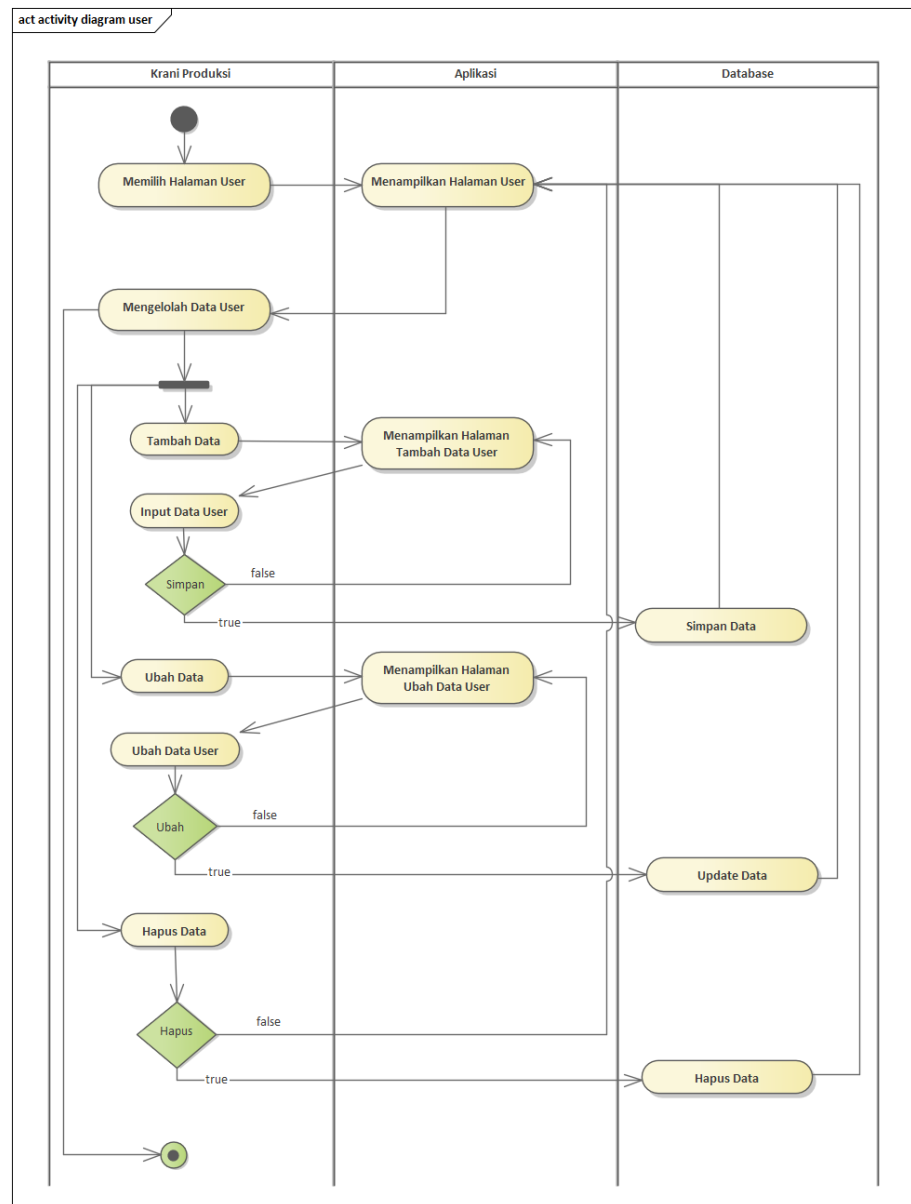 act activity diagram user
Krani Produksi
Aplikasi
Database
Memilih Halaman User
Menampilkan Halaman User
Mengelolah Data User
Tambah Data
Menampilkan Halaman
Tambah Data User
Input Data User
Simpan
false
true
Simpan Data
Ubah Data
Menampilkan Halaman
Ubah Data User
Ubah Data User
Ubah
false
true
Update Data
Hapus Data
Hapus
false
true
Hapus Data